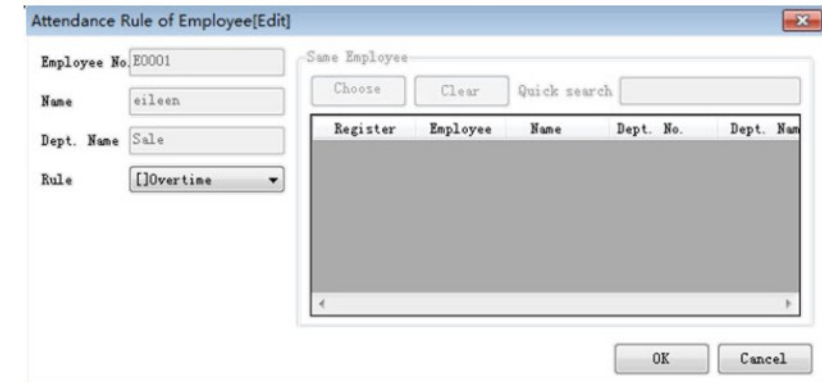 Attendance Rule of Employee[Edit]
Employee No. E0001
Name eileen
Dept. Name Sale
Rule []Overtime
Same Employee
Choose Clear Quick search
Register Employee Name Dept. No. Dept. Nam
OK Cancel